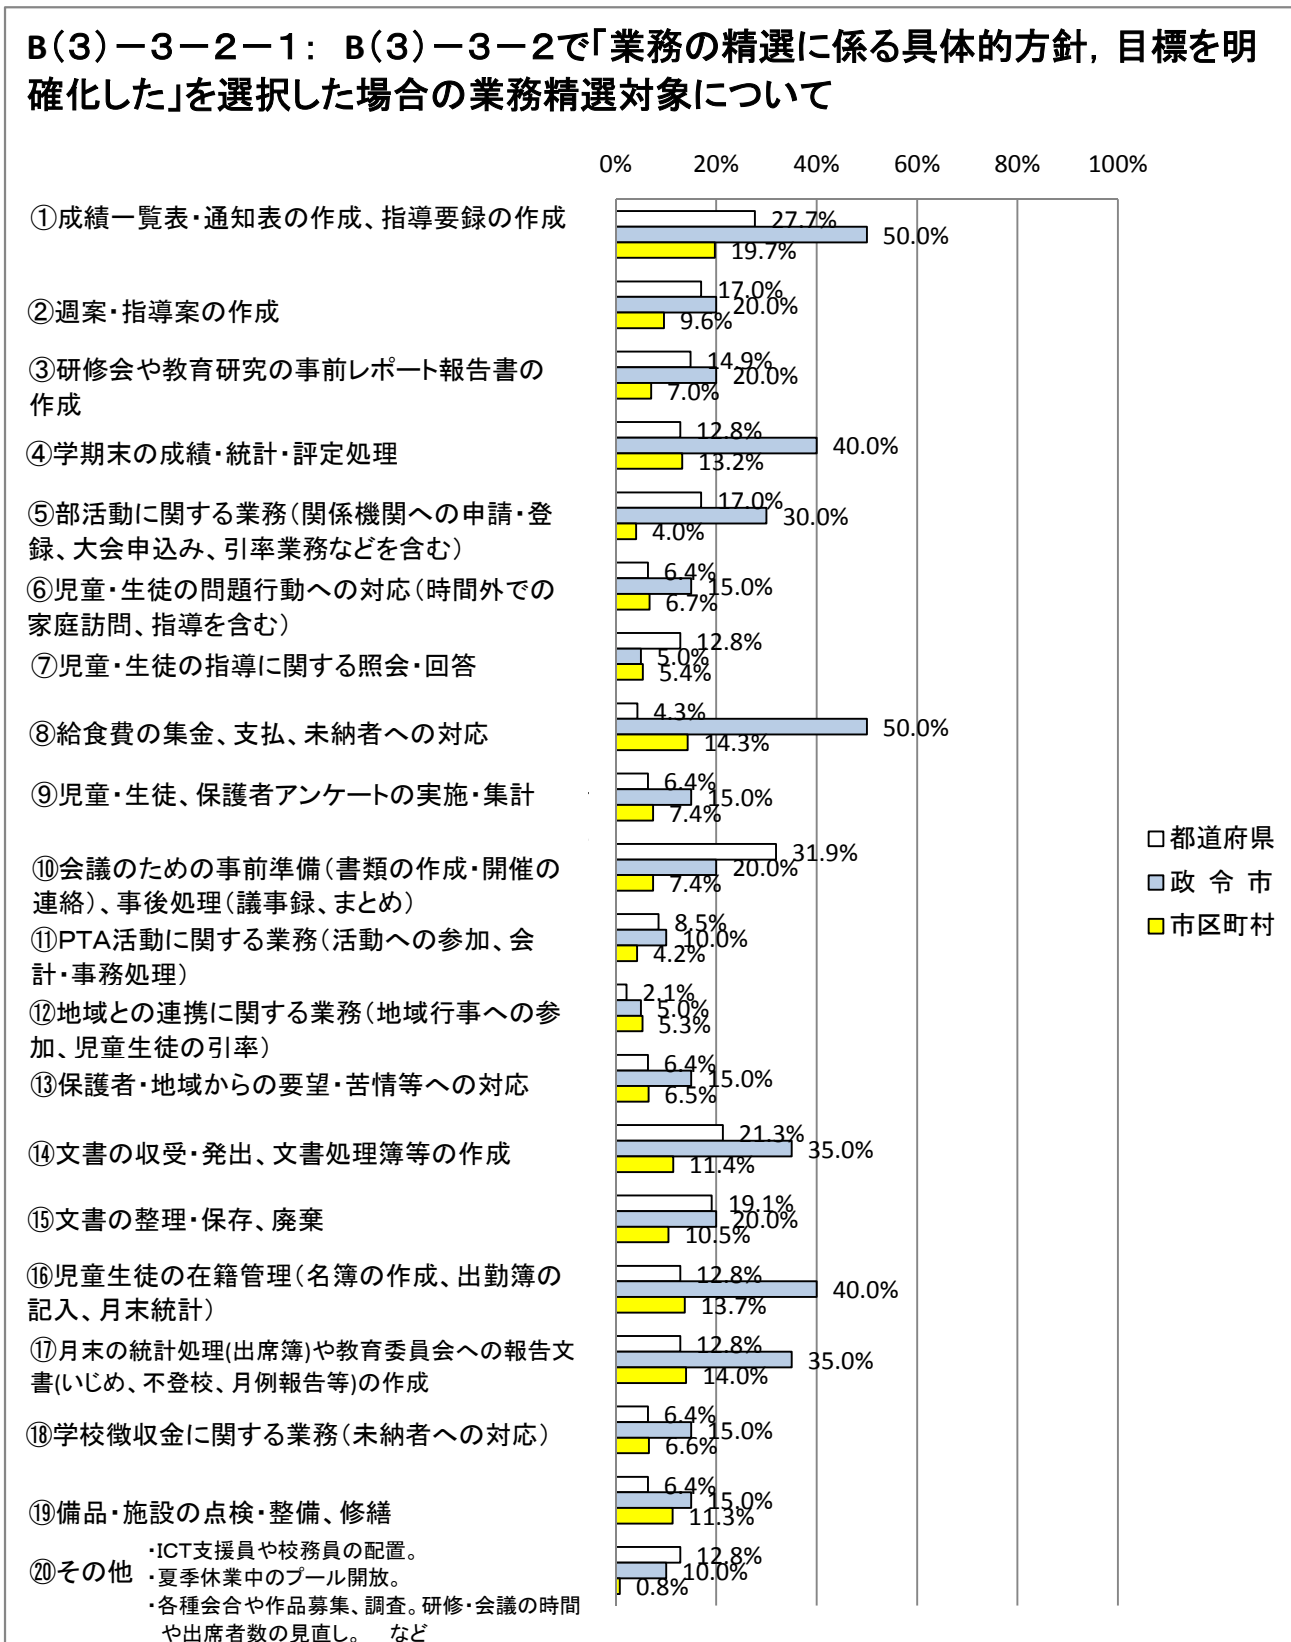 B(3)－3－2－1： B(3)－3－2で「業務の精選に係る具体的方針，目標を明
確化した」を選択した場合の業務精選対象について
0% 20% 40% 60% 80% 100%
①成績一覧表・通知表の作成、指導要録の作成
27.7%
50.0%
19.7%
②週案・指導案の作成
17.0%
20.0%
9.6%
③研修会や教育研究の事前レポート報告書の
作成
14.9%
20.0%
7.0%
④学期末の成績・統計・評定処理
12.8%
40.0%
13.2%
⑤部活動に関する業務（関係機関への申請・登
録、大会申込み、引率業務などを含む）
17.0%
30.0%
4.0%
⑥児童・生徒の問題行動への対応（時間外での
家庭訪問、指導を含む）
6.4%
15.0%
6.7%
⑦児童・生徒の指導に関する照会・回答
12.8%
5.0%
5.4%
⑧給食費の集金、支払、未納者への対応
4.3%
50.0%
14.3%
⑨児童・生徒、保護者アンケートの実施・集計
6.4%
15.0%
7.4%
⑩会議のための事前準備（書類の作成・開催の
連絡）、事後処理（議事録、まとめ）
31.9%
20.0%
7.4%
⑪PTA活動に関する業務（活動への参加、会
計・事務処理）
8.5%
10.0%
4.2%
⑫地域との連携に関する業務（地域行事への参
加、児童生徒の引率）
2.1%
5.0%
5.3%
⑬保護者・地域からの要望・苦情等への対応
6.4%
15.0%
6.5%
⑭文書の収受・発出、文書処理簿等の作成
21.3%
35.0%
11.4%
⑮文書の整理・保存、廃棄
19.1%
20.0%
10.5%
⑯児童生徒の在籍管理（名簿の作成、出勤簿の
記入、月末統計）
12.8%
40.0%
13.7%
⑰月末の統計処理(出席簿)や教育委員会への報告文
書(いじめ、不登校、月例報告等)の作成
12.8%
35.0%
14.0%
⑱学校徴収金に関する業務（未納者への対応）
6.4%
15.0%
6.6%
⑲備品・施設の点検・整備、修繕
6.4%
15.0%
11.3%
⑳その他
・ICT支援員や校務員の配置。
・夏季休業中のプール開放。
・各種会合や作品募集、調査。研修・会議の時間
や出席者数の見直し。 など
12.8%
10.0%
0.8%
都道府県
政 令 市
市区町村